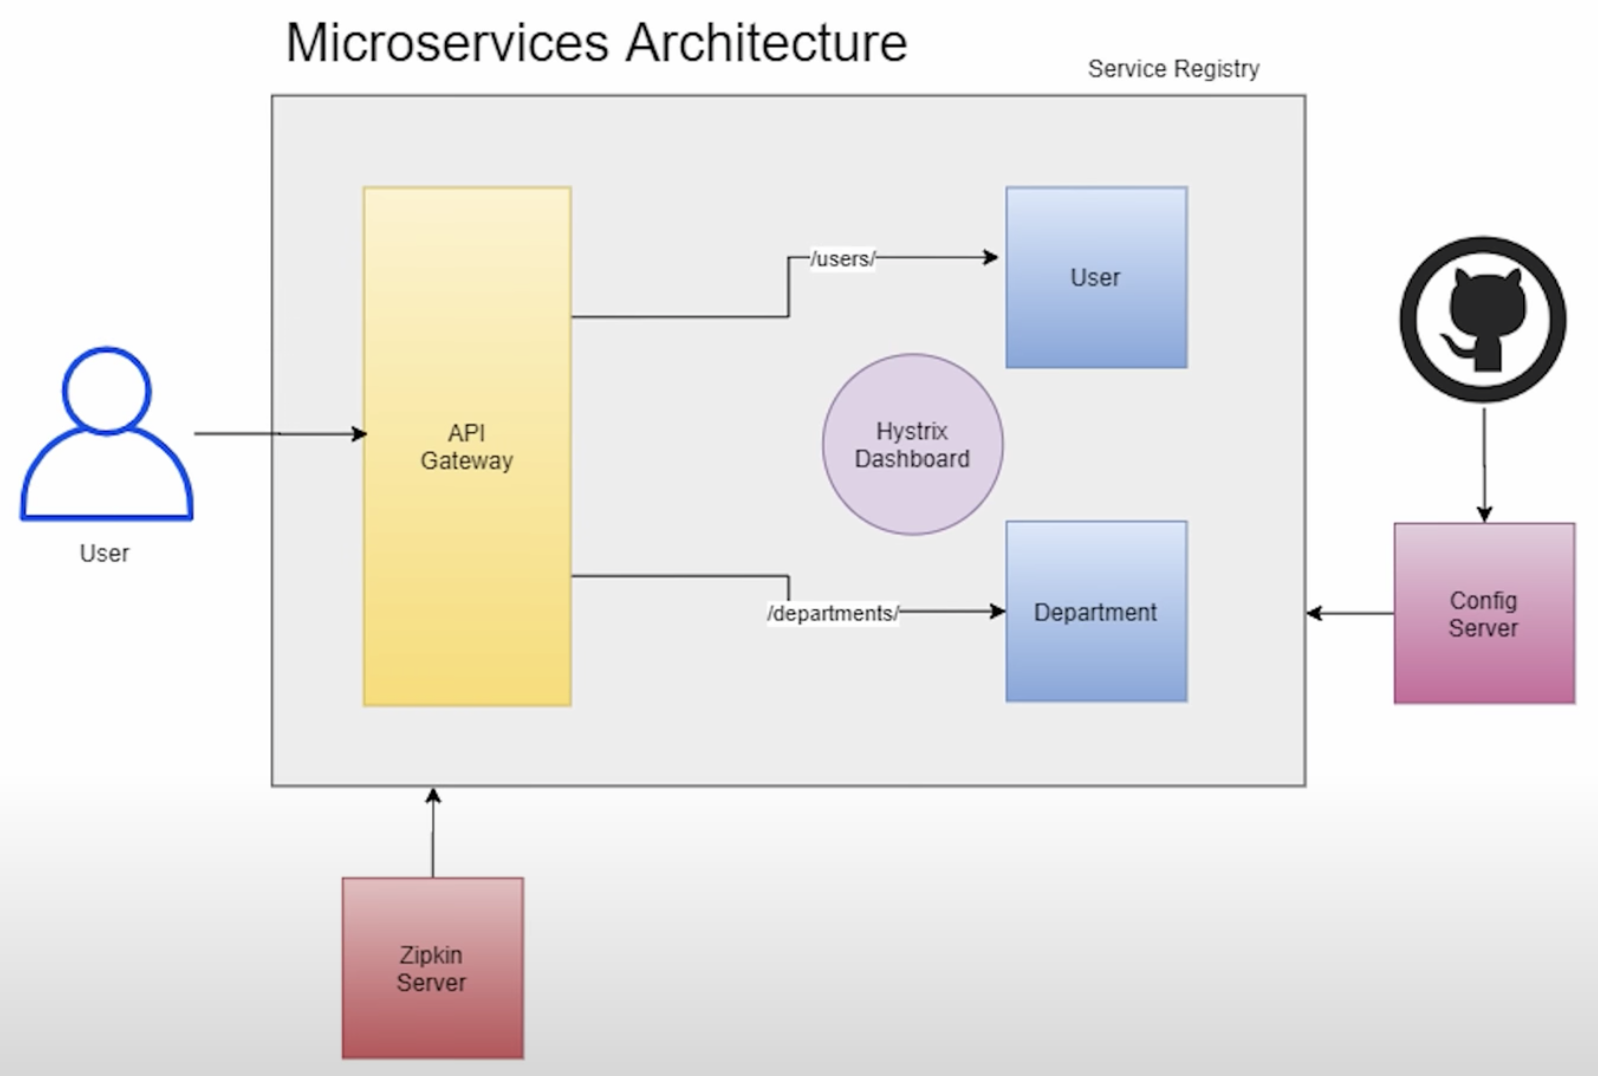 Microservices Architecture
Service Registry
/users/
User
API
Gateway
Hystrix
Dashboard
User
/departments/
Department
Config
Server
Zipkin
Server